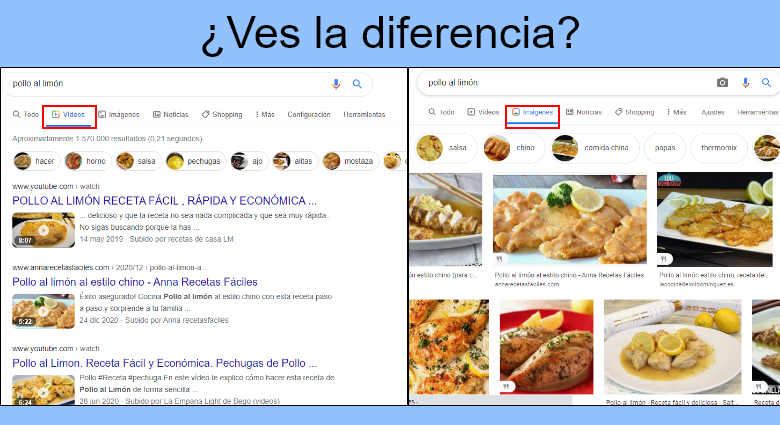 ¿Ves la diferencia?
pollo al limón
Todo Vídeos Imágenes Noticias Shopping Más Configuración Herramientas
Aproximadamente 1.570.000 resultados (0,21 segundos)
hacer horno salsa pechugas ajo alitas mostaza
www.youtube.com › watch
POLLO AL LIMÓN RECETA FÁCIL , RÁPIDA Y ECONÓMICA ...
... delicioso y que la receta no sea nada complicada y que sea muy rápida .
No sigas buscando porque la has ...
14 may 2019 - Subido por recetas de casa LM
8:07
www.annarecetasfaciles.com › 2020/12 › pollo-al-limon-a...
Pollo al limón al estilo chino - Anna Recetas Fáciles
Éxito asegurado! Cocina Pollo al limón al estilo chino con esta receta paso
a paso y sorprende a tu familia ...
24 dic 2020 - Subido por Anna recetasfaciles
5:22
www.youtube.com › watch
Pollo al Limon. Receta Fácil y Económica. Pechugas de Pollo ...
Pollo #Receta #pechuga En este vídeo te explico cómo hacer esta receta de
Pollo al Limón de forma sencilla ...
28 jun 2020 - Subido por La Empana Light de Bego (videos)
6:24
pollo al limón
Todo Vídeos Imágenes Noticias Shopping Más Ajustes Herramientas
salsa chino comida china papas thermomix
ón estilo chino (para c...
Pollo al limón al estilo chino - Anna Recetas Fáciles
annarecetasfaciles.com
Pollo al limón estilo chino, receta del...
lacocinadelolidominguez.es
es...
Pollo al limón - Receta fácil y deliciosa - Salt...